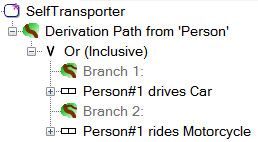 SelfTransporter
Derivation Path from 'Person'
Or (Inclusive)
Branch 1:
Person#1 drives Car
Branch 2:
Person#1 rides Motorcycle